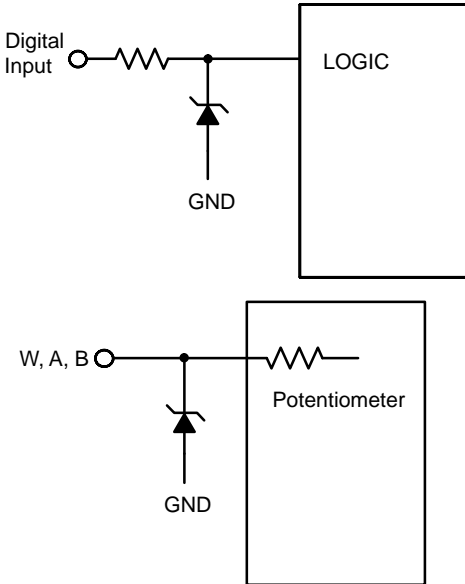 Digital
Input
LOGIC
GND
W, A, B
Potentiometer
GND